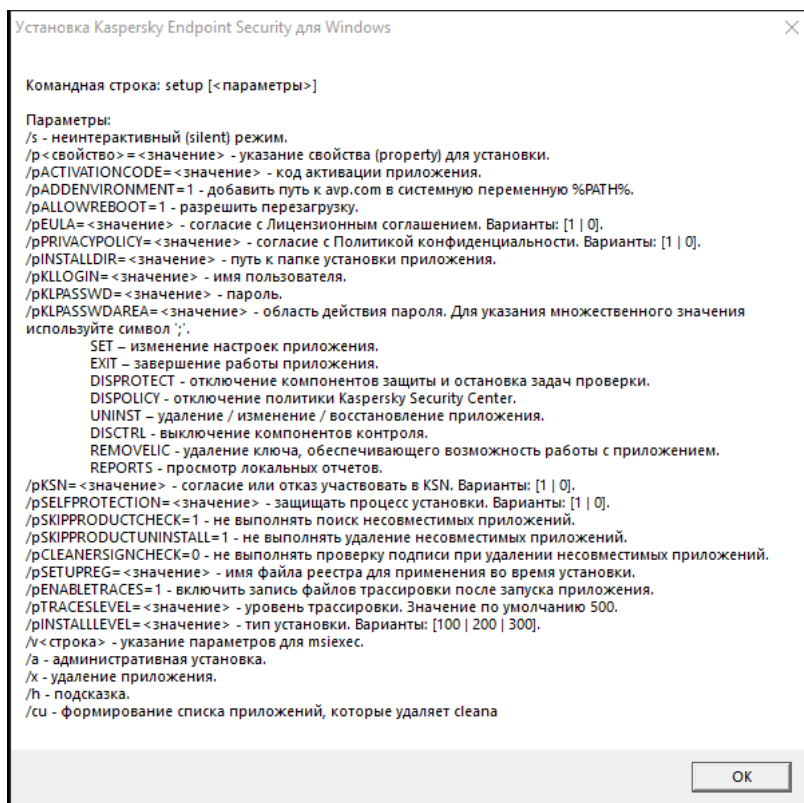 Установка Kaspersky Endpoint Security для Windows
Командная строка: setup [<параметры>]
Параметры:
/s - неинтерактивный (silent) режим.
/p<свойство>=<значение> - указание свойства (property) для установки.
/pACTIVATIONCODE=<значение> - код активации приложения.
/pADDENVIRONMENT=1 - добавить путь к avp.com в системную переменную %PATH%.
/pALLOWREBOOT=1 - разрешить перезагрузку.
/pEULA=<значение> - согласие с Лицензионным соглашением. Варианты: [1 | 0].
/pPRIVACYPOLICY=<значение> - согласие с Политикой конфиденциальности. Варианты: [1 | 0].
/pINSTALLDIR=<значение> - путь к папке установки приложения.
/pKLLOGIN=<значение> - имя пользователя.
/pKLPASSWD=<значение> - пароль.
/pKLPASSWDAREA=<значение> - область действия пароля. Для указания множественного значения
используйте символ ';'.
SET – изменение настроек приложения.
EXIT – завершение работы приложения.
DISPROTECT - отключение компонентов защиты и остановка задач проверки.
DISPOLICY - отключение политики Kaspersky Security Center.
UNINST – удаление / изменение / восстановление приложения.
DISCTRL - выключение компонентов контроля.
REMOVELIC - удаление ключа, обеспечивающего возможность работы с приложением.
REPORTS - просмотр локальных отчетов.
/pKSN=<значение> - согласие или отказ участвовать в KSN. Варианты: [1 | 0].
/pSELFPROTECTION=<значение> - защищать процесс установки. Варианты: [1 | 0].
/pSKIPPRODUCTCHECK=1 - не выполнять поиск несовместимых приложений.
/pSKIPPRODUCTUNINSTALL=1 - не выполнять удаление несовместимых приложений.
/pCLEANERSIGNCHECK=0 - не выполнять проверку подписи при удалении несовместимых приложений.
/pSETUPREG=<значение> - имя файла реестра для применения во время установки.
/pENABLETRACES=1 - включить запись файлов трассировки после запуска приложения.
/pTRACESLEVEL=<значение> - уровень трассировки. Значение по умолчанию 500.
/pINSTALLLEVEL=<значение> - тип установки. Варианты: [100 | 200 | 300].
/v<строка> - указание параметров для msiexec.
/a - административная установка.
/x - удаление приложения.
/h - подсказка.
/cu - формирование списка приложений, которые удаляет cleana
ОК